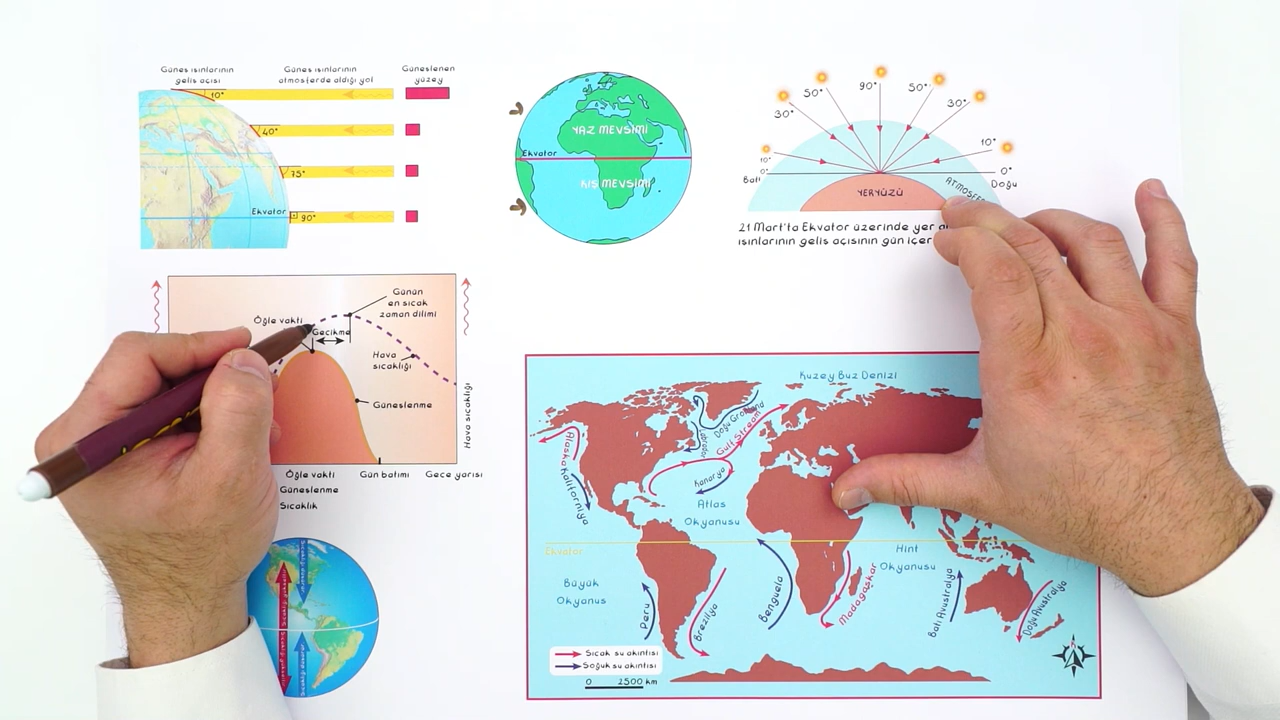 Güneş ışınlarının
geliş açısı
Güneş ışınlarının
atmosferde aldığı yol
Güneşlenen
yüzey
10°
40°
75°
Ekvator
90°
YAZ MEVSİMİ
Ekvator
KIŞ MEVSİMİ
90°
50°
50°
30°
30°
10°
10°
0°
0°
Batı
Doğu
YERYÜZÜ
21 Mart'ta Ekvator üzerinde yer
ışınlarının geliş açısının gün içer
Günün
en sıcak
zaman dilimi
Öğle vakti
Gecikme
Hava
sıcaklığı
Güneşlenme
Hava sıcaklığı
Öğle vakti
Gün batımı
Gece yarısı
Güneşlenme
Sıcaklık
Kuzey Buz Denizi
Alaska
Kaliforniya
Labrador
Doğu Grönland
Gulf Stream
Kanarya
Atlas
Okyanusu
Ekvator
Hint
Okyanusu
Büyük
Okyanus
Peru
Brezilya
Benguela
Madagaskar
Batı Avustralya
Doğu Avustralya
Sıcak su akıntısı
Soğuk su akıntısı
0 2500 km